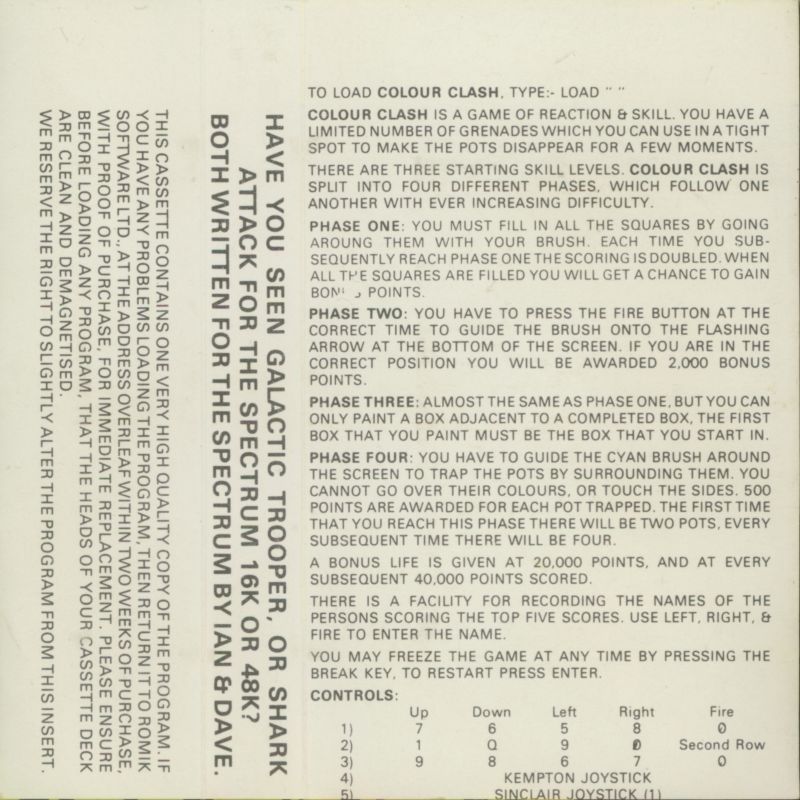 TO LOAD COLOUR CLASH, TYPE:- LOAD " "
COLOUR CLASH IS A GAME OF REACTION & SKILL. YOU HAVE A
LIMITED NUMBER OF GRENADES WHICH YOU CAN USE IN A TIGHT
SPOT TO MAKE THE POTS DISAPPEAR FOR A FEW MOMENTS.
THERE ARE THREE STARTING SKILL LEVELS. COLOUR CLASH IS
SPLIT INTO FOUR DIFFERENT PHASES, WHICH FOLLOW ONE
ANOTHER WITH EVER INCREASING DIFFICULTY.
PHASE ONE: YOU MUST FILL IN ALL THE SQUARES BY GOING
AROUNG THEM WITH YOUR BRUSH. EACH TIME YOU SUB-
SEQUENTLY REACH PHASE ONE THE SCORING IS DOUBLED. WHEN
ALL THE SQUARES ARE FILLED YOU WILL GET A CHANCE TO GAIN
POINTS.
PHASE TWO: YOU HAVE TO PRESS THE FIRE BUTTON AT THE
CORRECT TIME TO GUIDE THE BRUSH ONTO THE FLASHING
ARROW AT THE BOTTOM OF THE SCREEN. IF YOU ARE IN THE
CORRECT POSITION YOU WILL BE AWARDED 2,000 BONUS
POINTS.
PHASE THREE: ALMOST THE SAME AS PHASE ONE, BUT YOU CAN
ONLY PAINT A BOX ADJACENT TO A COMPLETED BOX, THE FIRST
BOX THAT YOU PAINT MUST BE THE BOX THAT YOU START IN.
PHASE FOUR: YOU HAVE TO GUIDE THE CYAN BRUSH AROUND
THE SCREEN TO TRAP THE POTS BY SURROUNDING THEM. YOU
CANNOT GO OVER THEIR COLOURS, OR TOUCH THE SIDES. 500
POINTS ARE AWARDED FOR EACH POT TRAPPED. THE FIRST TIME
THAT YOU REACH THIS PHASE THERE WILL BE TWO POTS, EVERY
SUBSEQUENT TIME THERE WILL BE FOUR.
A BONUS LIFE IS GIVEN AT 20,000 POINTS, AND AT EVERY
SUBSEQUENT 40,000 POINTS SCORED.
THERE IS A FACILITY FOR RECORDING THE NAMES OF THE
PERSONS SCORING THE TOP FIVE SCORES. USE LEFT, RIGHT, &
FIRE TO ENTER THE NAME.
YOU MAY FREEZE THE GAME AT ANY TIME BY PRESSING THE
BREAK KEY, TO RESTART PRESS ENTER.
CONTROLS:
Up Down Left Right Fire
1) 7 6 5 8 0
2) 1 Q 9 0 Second Row
3) 9 8 6 7 0
4) KEMPTON JOYSTICK
5) SINCLAIR JOYSTICK (1)
HAVE YOU SEEN GALACTIC TROOPER, OR SHARK
ATTACK FOR THE SPECTRUM 16K OR 48K?
BOTH WRITTEN FOR THE SPECTRUM BY IAN & DAVE.
THIS CASSETTE CONTAINS ONE VERY HIGH QUALITY COPY OF THE PROGRAM. IF
YOU HAVE ANY PROBLEMS LOADING THE PROGRAM, THEN RETURN IT TO ROMIK
SOFTWARE LTD., AT THE ADDRESS OVERLEAF WITHIN TWO WEEKS OF PURCHASE,
WITH PROOF OF PURCHASE, FOR IMMEDIATE REPLACEMENT. PLEASE ENSURE
BEFORE LOADING ANY PROGRAM, THAT THE HEADS OF YOUR CASSETTE DECK
ARE CLEAN AND DEMAGNETISED.
WE RESERVE THE RIGHT TO SLIGHTLY ALTER THE PROGRAM FROM THIS INSERT.